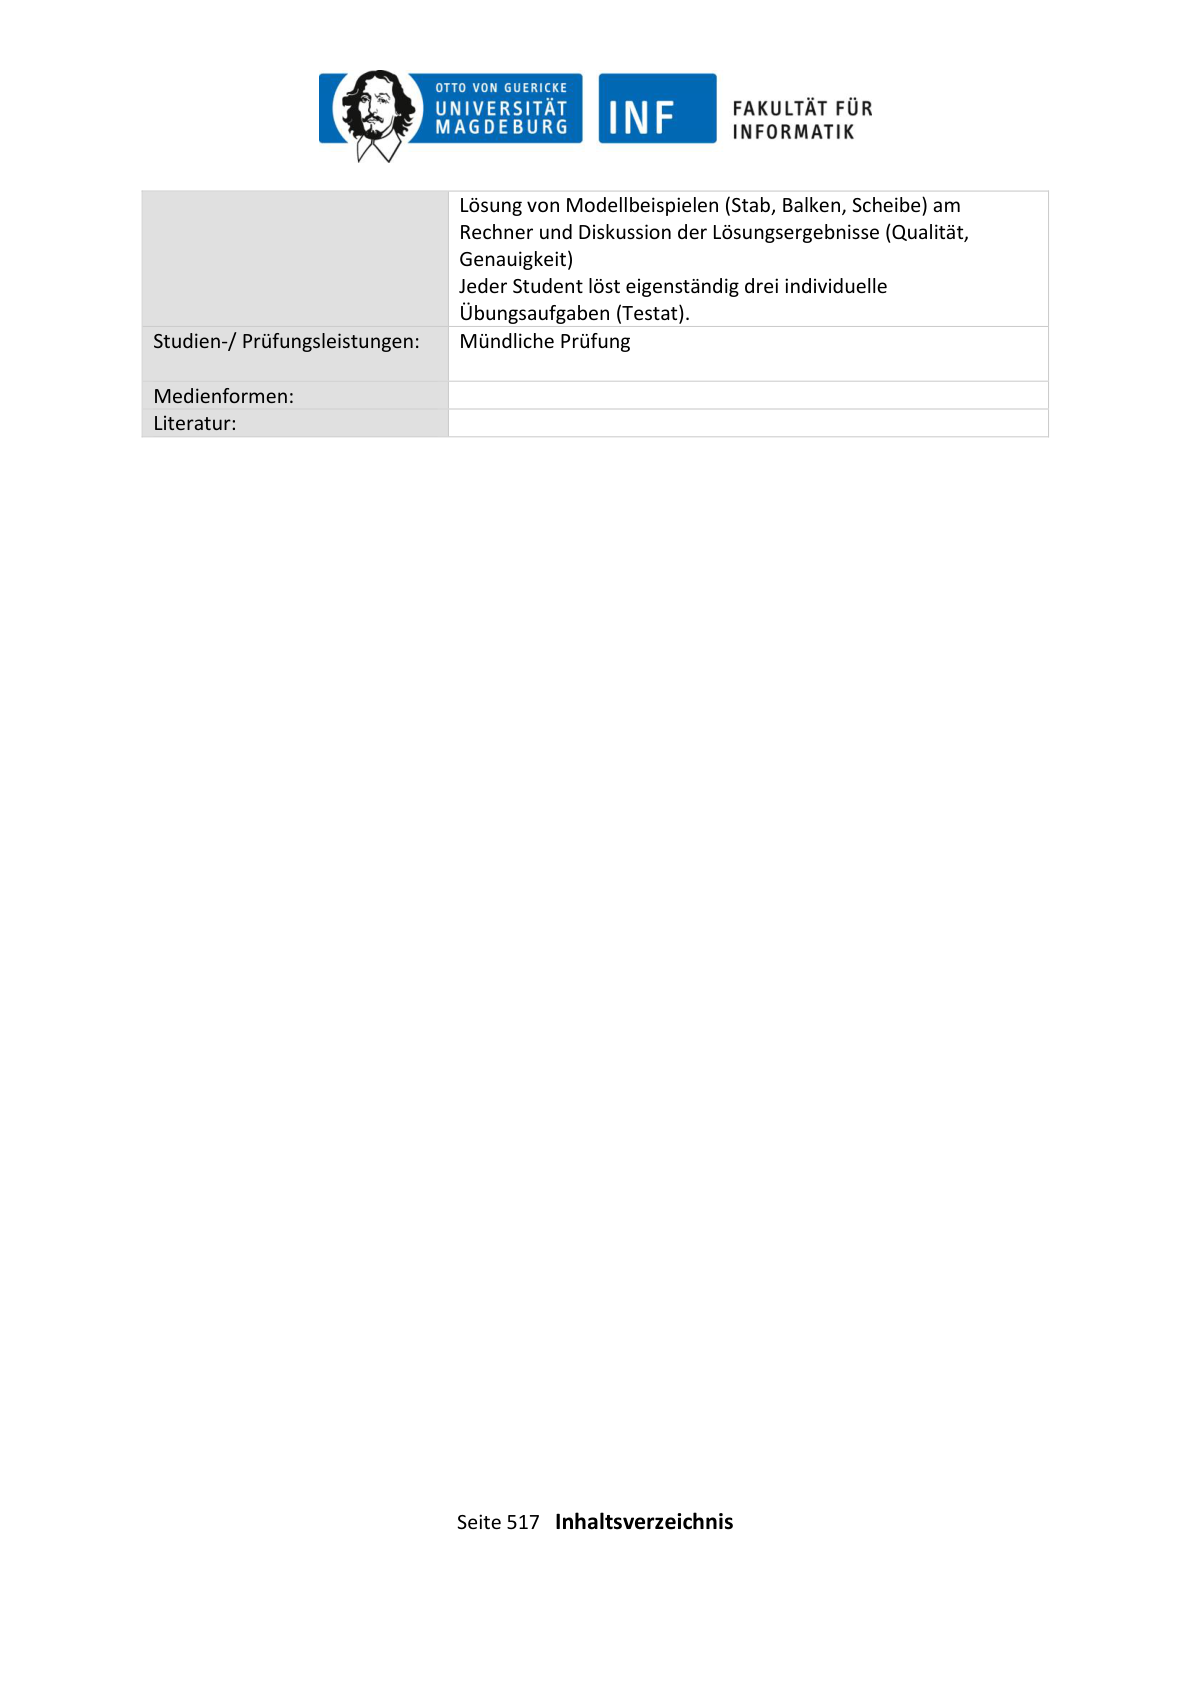 OTTO VON GUERICKE
UNIVERSITÄT
MAGDEBURG
INF
FAKULTÄT FÜR
INFORMATIK
Lösung von Modellbeispielen (Stab, Balken, Scheibe) am
Rechner und Diskussion der Lösungsergebnisse (Qualität,
Genauigkeit)
Jeder Student löst eigenständig drei individuelle
Übungsaufgaben (Testat).
Studien-/ Prüfungsleistungen:
Mündliche Prüfung
Medienformen:
Literatur:
Seite 517 Inhaltsverzeichnis